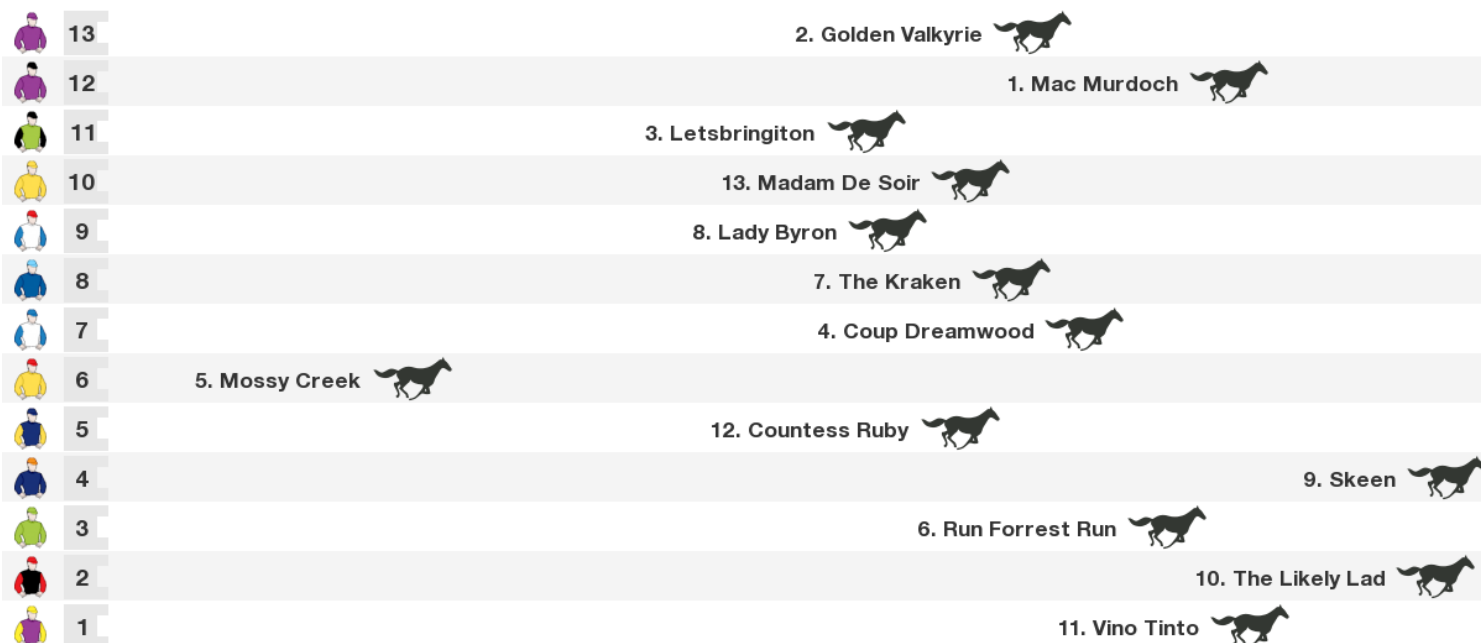 13 2. Golden Valkyrie
12 1. Mac Murdoch
11 3. Letsbringiton
10 13. Madam De Soir
9 8. Lady Byron
8 7. The Kraken
7 4. Coup Dreamwood
6 5. Mossy Creek
5 12. Countess Ruby
4 9. Skeen
3 6. Run Forrest Run
2 10. The Likely Lad
1 11. Vino Tinto